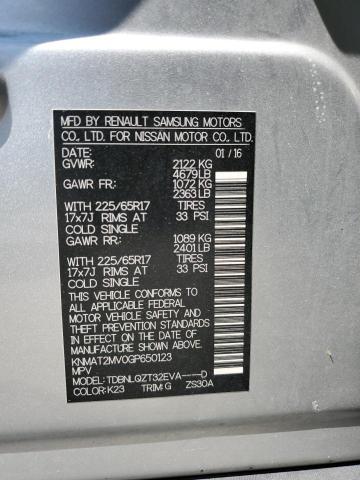 MFD BY RENAULT SAMSUNG MOTORS
CO., LTD. FOR NISSAN MOTOR CO., LTD.
DATE: 01 / 16
GVWR: 2122 KG
4679 LB
GAWR FR: 1072 KG
2363 LB
WITH 225/65R17 TIRES
17x7J RIMS AT 33 PSI
COLD SINGLE
GAWR RR: 1089 KG
2401 LB
WITH 225/65R17 TIRES
17x7J RIMS AT 33 PSI
COLD SINGLE
THIS VEHICLE CONFORMS
TO ALL APPLICABLE FEDERAL
MOTOR VEHICLE SAFETY,
BUMPER, AND THEFT
PREVENTION STANDARDS
IN EFFECT ON THE DATE OF
MANUFACTURE SHOWN ABOVE.
KNMAT2MV0GP650123
MPV
MODEL: TDBNLQZT32EVA----D
COLOR: K23 TRIM: G ZS30A